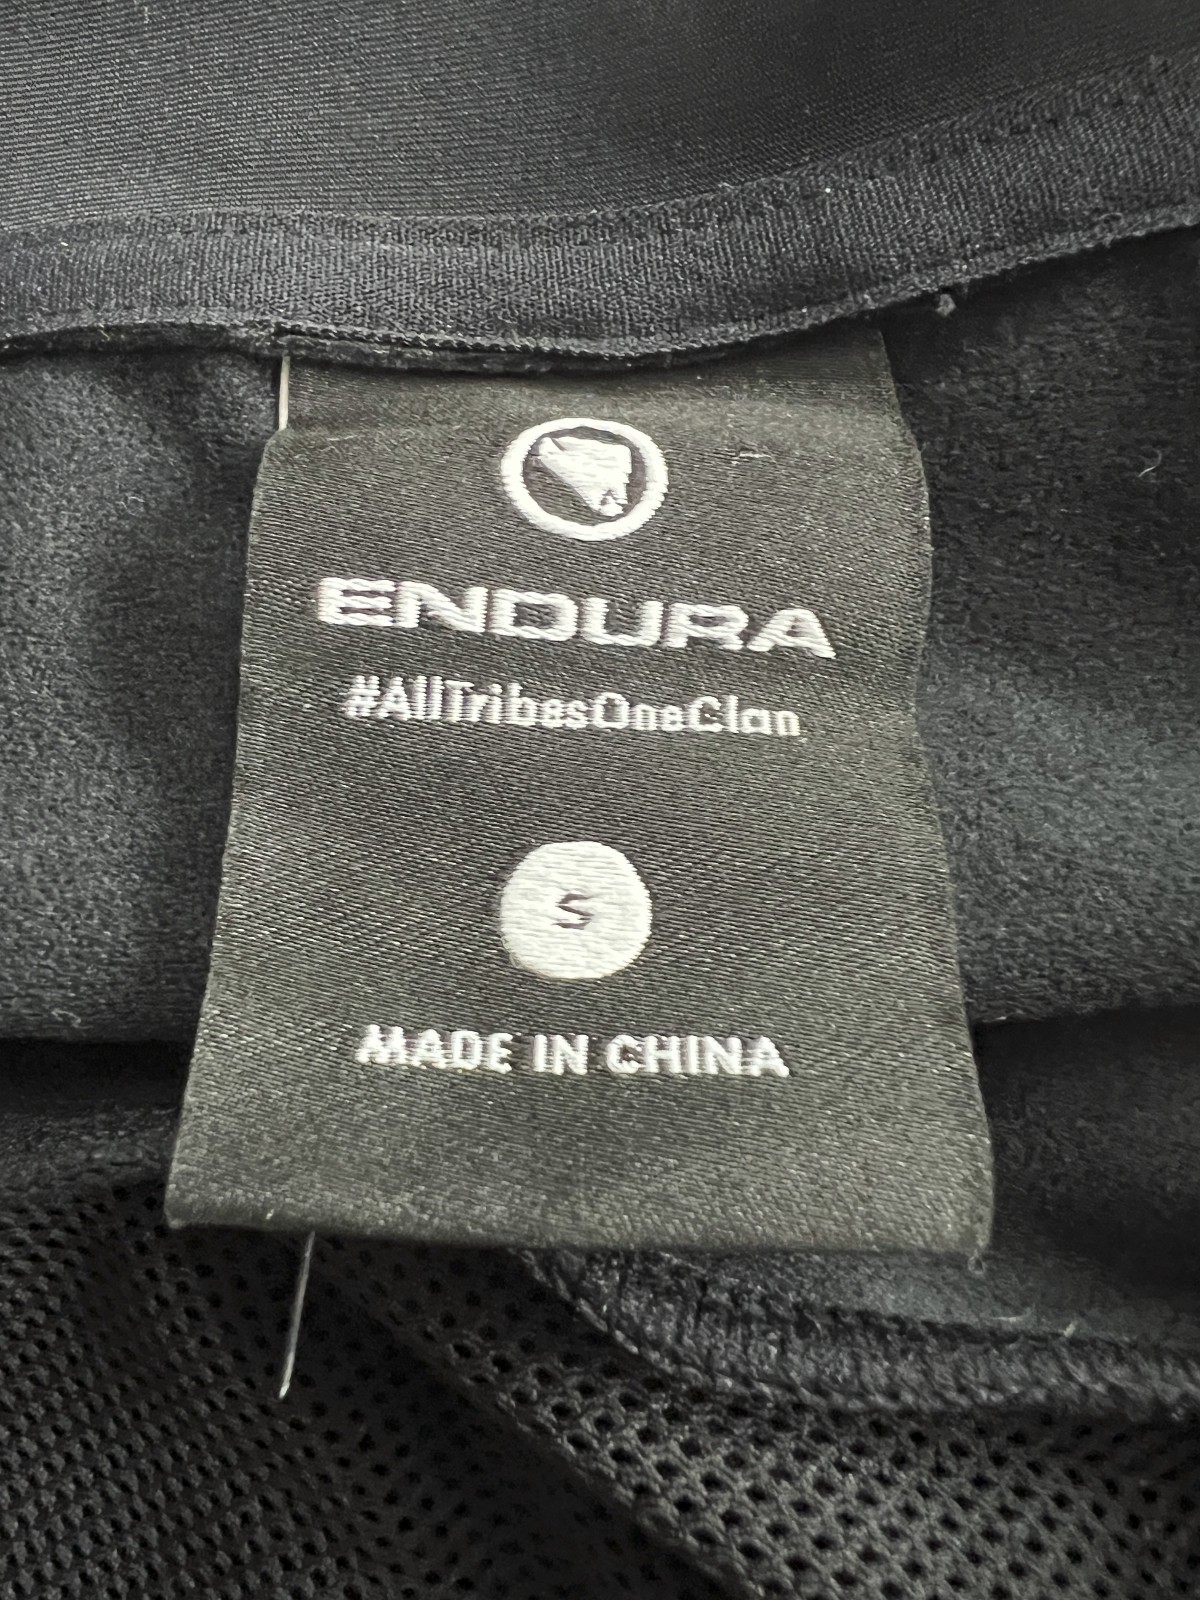 ENDURA
#AllTribesOneClan
S
MADE IN CHINA